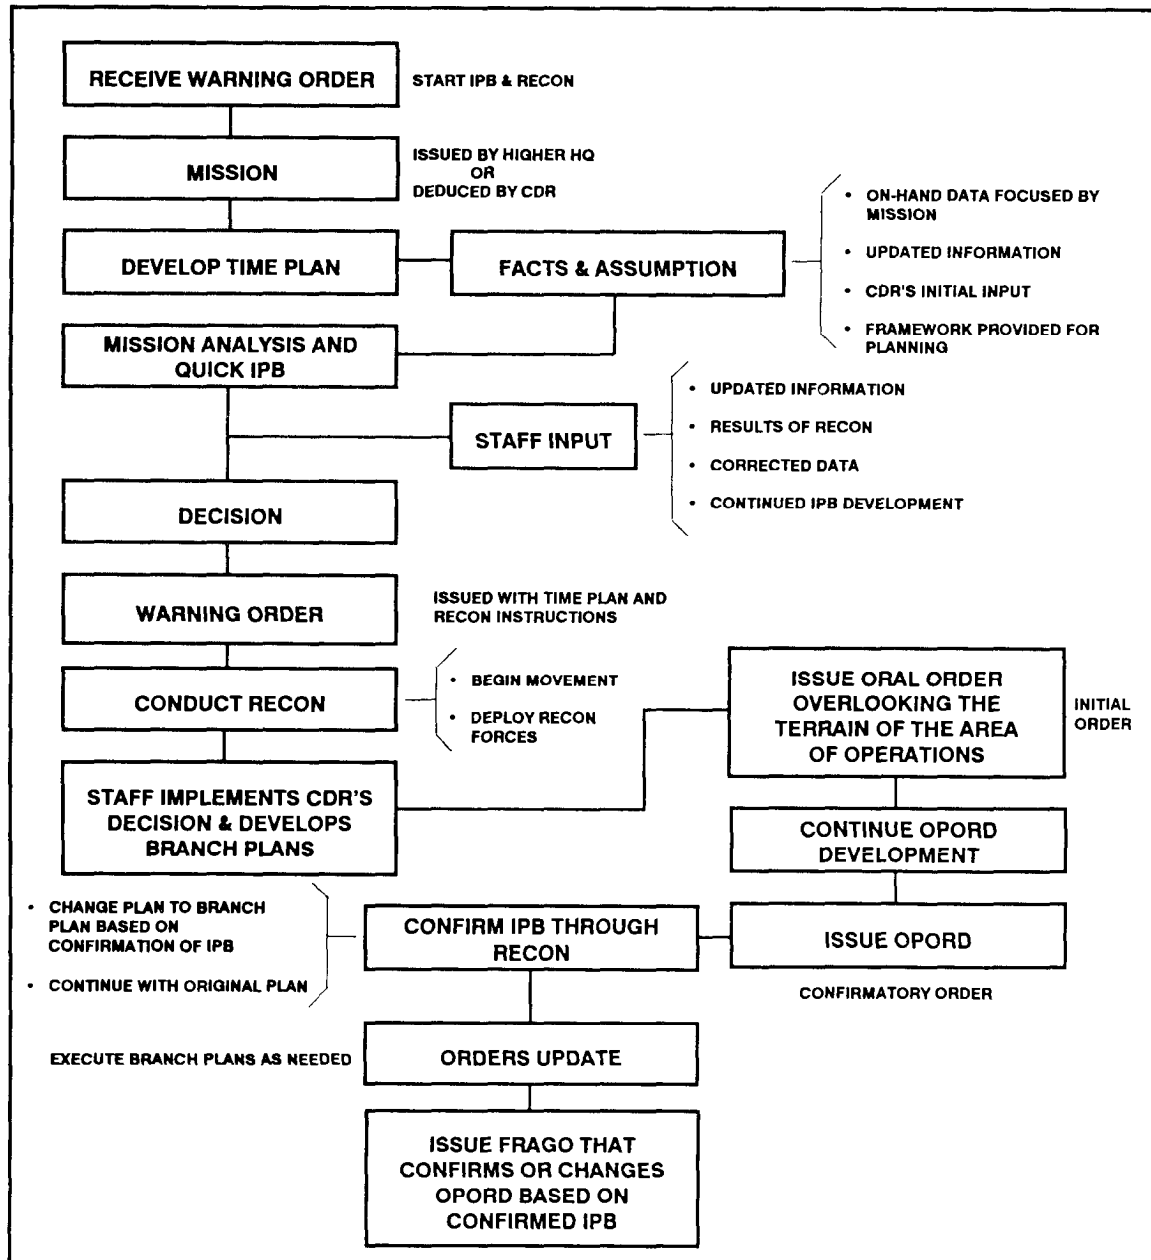 RECEIVE WARNING ORDER
START IPB & RECON
MISSION
ISSUED BY HIGHER HQ
OR
DEDUCED BY CDR
DEVELOP TIME PLAN
FACTS & ASSUMPTION
• ON-HAND DATA FOCUSED BY
MISSION
• UPDATED INFORMATION
• CDR'S INITIAL INPUT
• FRAMEWORK PROVIDED FOR
PLANNING
MISSION ANALYSIS AND
QUICK IPB
STAFF INPUT
• UPDATED INFORMATION
• RESULTS OF RECON
• CORRECTED DATA
• CONTINUED IPB DEVELOPMENT
DECISION
WARNING ORDER
ISSUED WITH TIME PLAN AND
RECON INSTRUCTIONS
CONDUCT RECON
• BEGIN MOVEMENT
• DEPLOY RECON
FORCES
STAFF IMPLEMENTS CDR'S
DECISION & DEVELOPS
BRANCH PLANS
ISSUE ORAL ORDER
OVERLOOKING THE
TERRAIN OF THE AREA
OF OPERATIONS
INITIAL
ORDER
CONTINUE OPORD
DEVELOPMENT
ISSUE OPORD
CONFIRMATORY ORDER
CONFIRM IPB THROUGH
RECON
• CHANGE PLAN TO BRANCH
PLAN BASED ON
CONFIRMATION OF IPB
• CONTINUE WITH ORIGINAL PLAN
EXECUTE BRANCH PLANS AS NEEDED
ORDERS UPDATE
ISSUE FRAGO THAT
CONFIRMS OR CHANGES
OPORD BASED ON
CONFIRMED IPB